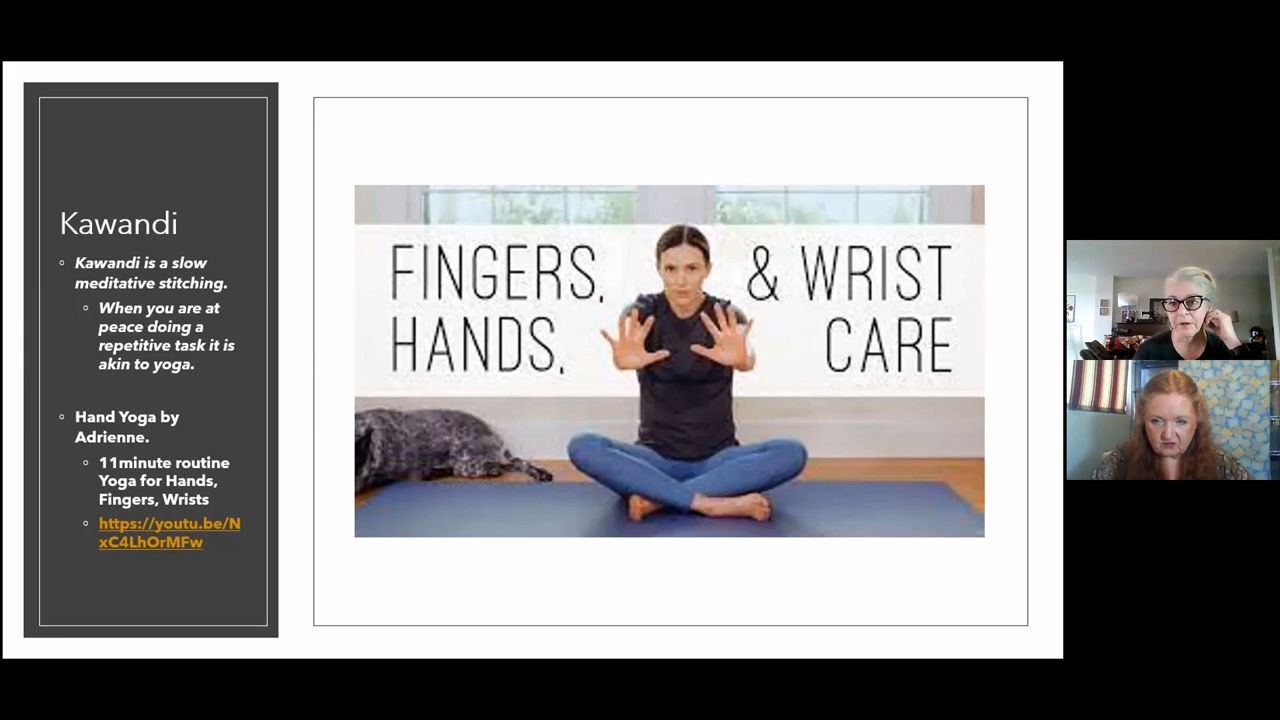 Kawandi
Kawandi is a slow
meditative stitching.
When you are at
peace doing a
repetitive task it is
akin to yoga.
Hand Yoga by
Adrienne.
11minute routine
Yoga for Hands,
Fingers, Wrists
https://youtu.be/N
xC4LhOrMFw
FINGERS, & WRIST
HANDS, CARE